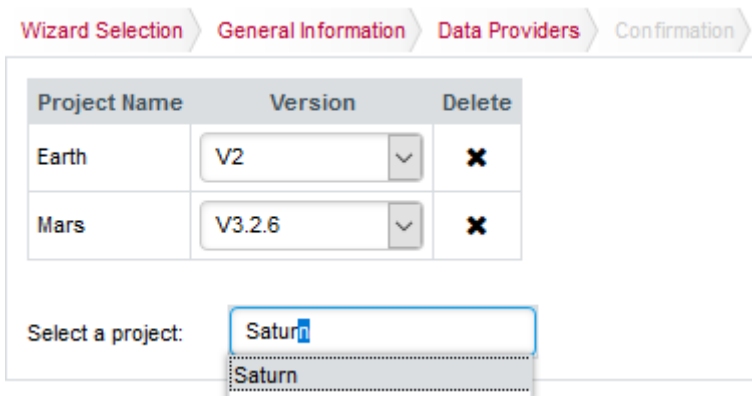 Wizard Selection General Information Data Providers Confirmation
Project Name Version Delete
Earth V2
Mars V3.2.6
Select a project: Saturn
Saturn